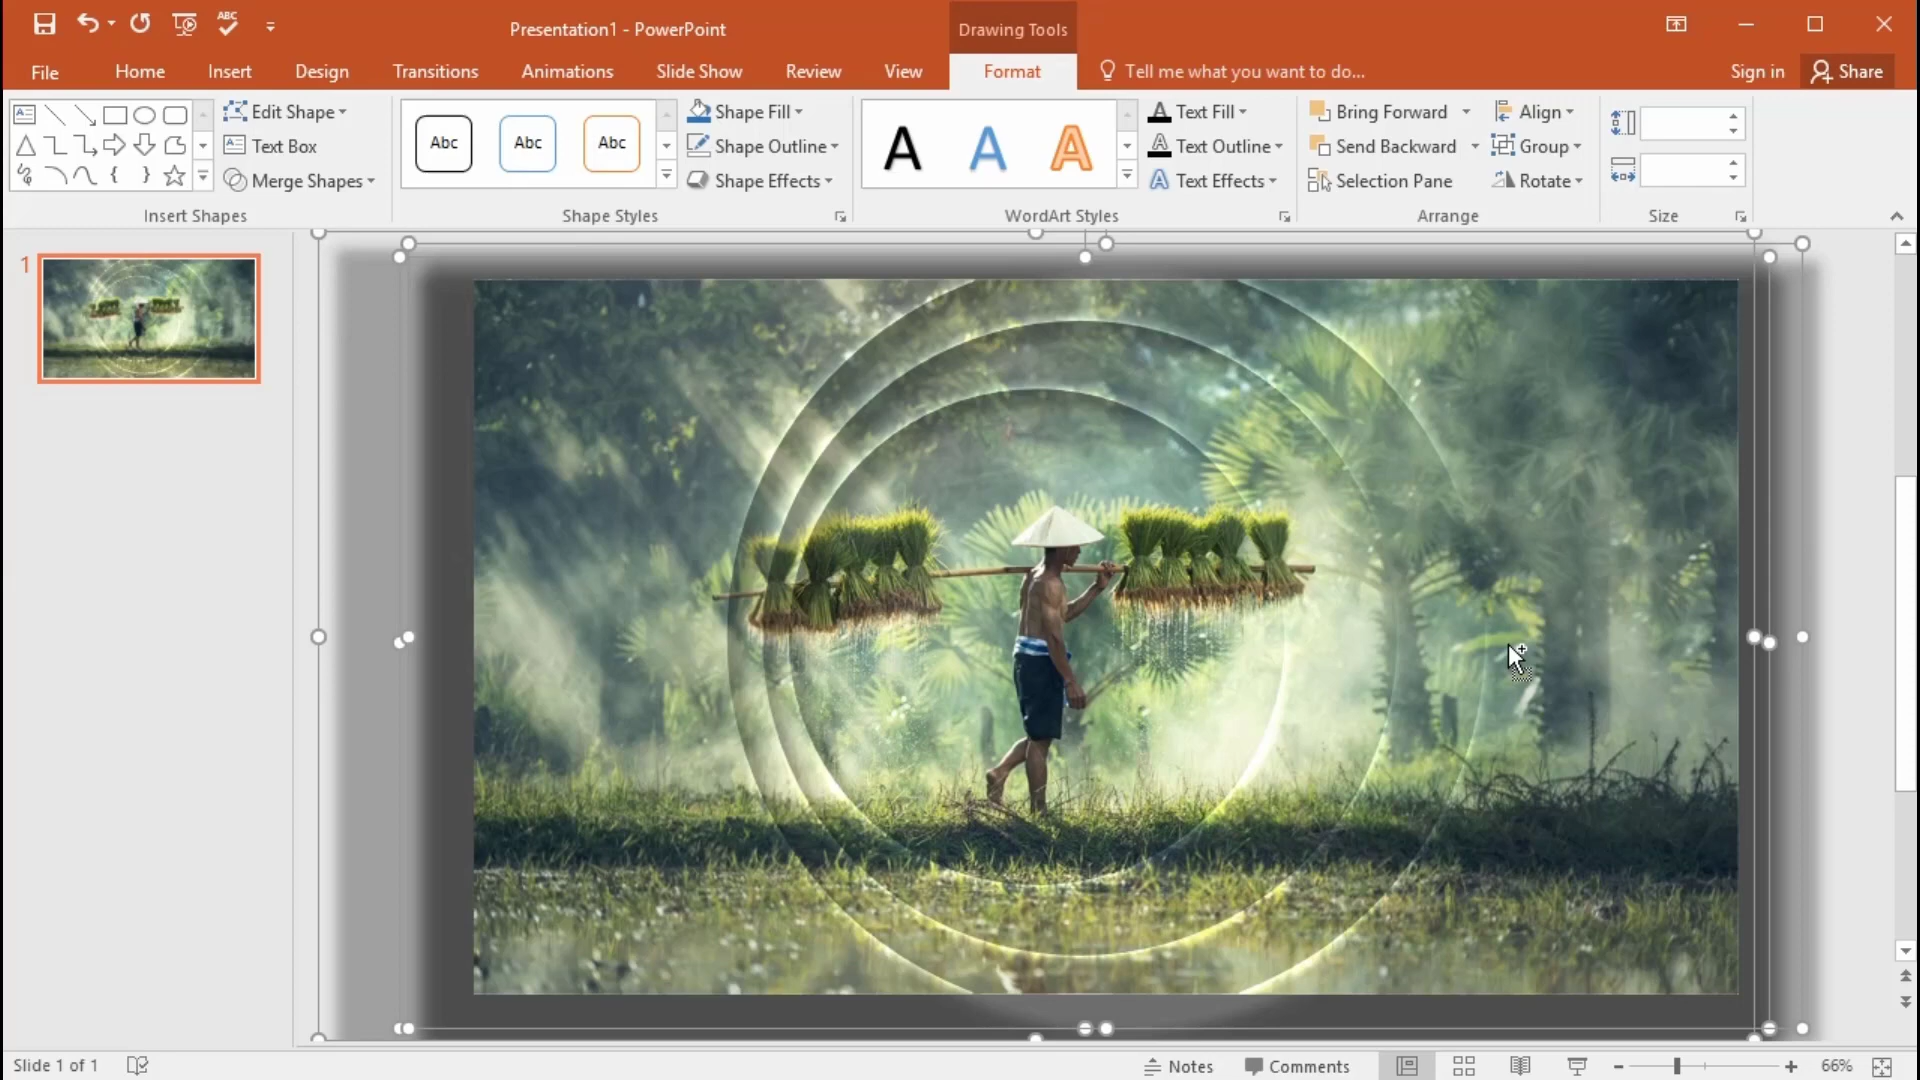 ABC
Presentation1 - PowerPoint
Drawing Tools
File
Home
Insert
Design
Transitions
Animations
Slide Show
Review
View
Format
Tell me what you want to do...
Sign in
Share
Edit Shape
Text Box
Merge Shapes
Insert Shapes
Abc
Abc
Abc
Shape Fill
Shape Outline
Shape Effects
Shape Styles
A
A
A
Text Fill
Text Outline
Text Effects
WordArt Styles
Bring Forward
Send Backward
Selection Pane
Align
Group
Rotate
Arrange
Size
1
Slide 1 of 1
Notes
Comments
66%